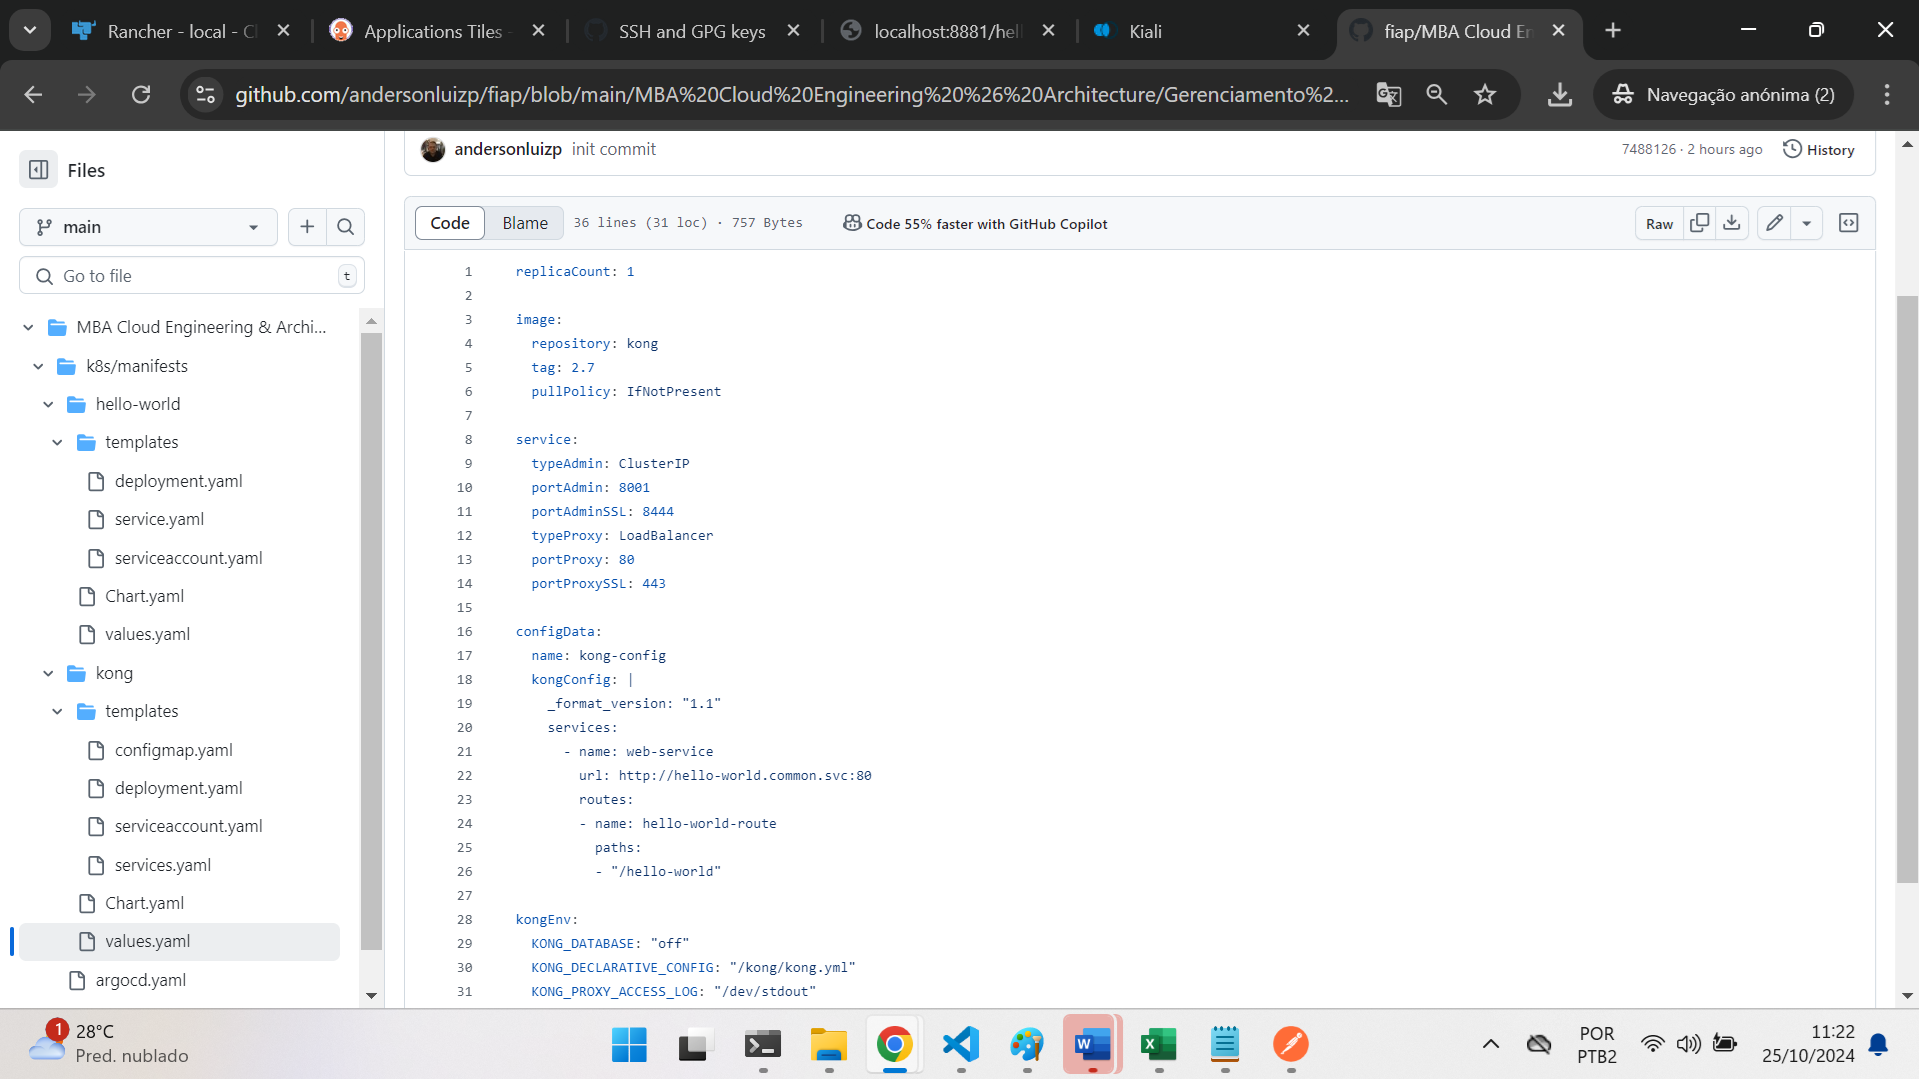 Rancher - local - Cl
Applications Tiles -
SSH and GPG keys
localhost:8881/hell
Kiali
fiap/MBA Cloud En
github.com/andersonluizp/fiap/blob/main/MBA%20Cloud%20Engineering%20%26%20Architecture/Gerenciamento%2...
Navegação anónima (2)
Files
main
Go to file
t
MBA Cloud Engineering & Archi...
k8s/manifests
hello-world
templates
deployment.yaml
service.yaml
serviceaccount.yaml
Chart.yaml
values.yaml
kong
templates
configmap.yaml
deployment.yaml
serviceaccount.yaml
services.yaml
Chart.yaml
values.yaml
argocd.yaml
andersonluizp init commit
7488126 · 2 hours ago
History
Code
Blame
36 lines (31 loc) · 757 Bytes
Code 55% faster with GitHub Copilot
Raw
1 replicaCount: 1
2
3 image:
4 repository: kong
5 tag: 2.7
6 pullPolicy: IfNotPresent
7
8 service:
9 typeAdmin: ClusterIP
10 portAdmin: 8001
11 portAdminSSL: 8444
12 typeProxy: LoadBalancer
13 portProxy: 80
14 portProxySSL: 443
15
16 configData:
17 name: kong-config
18 kongConfig: |
19 _format_version: "1.1"
20 services:
21 - name: web-service
22 url: http://hello-world.common.svc:80
23 routes:
24 - name: hello-world-route
25 paths:
26 - "/hello-world"
27
28 kongEnv:
29 KONG_DATABASE: "off"
30 KONG_DECLARATIVE_CONFIG: "/kong/kong.yml"
31 KONG_PROXY_ACCESS_LOG: "/dev/stdout"
1
28°C
Pred. nublado
POR
PTB2
11:22
25/10/2024